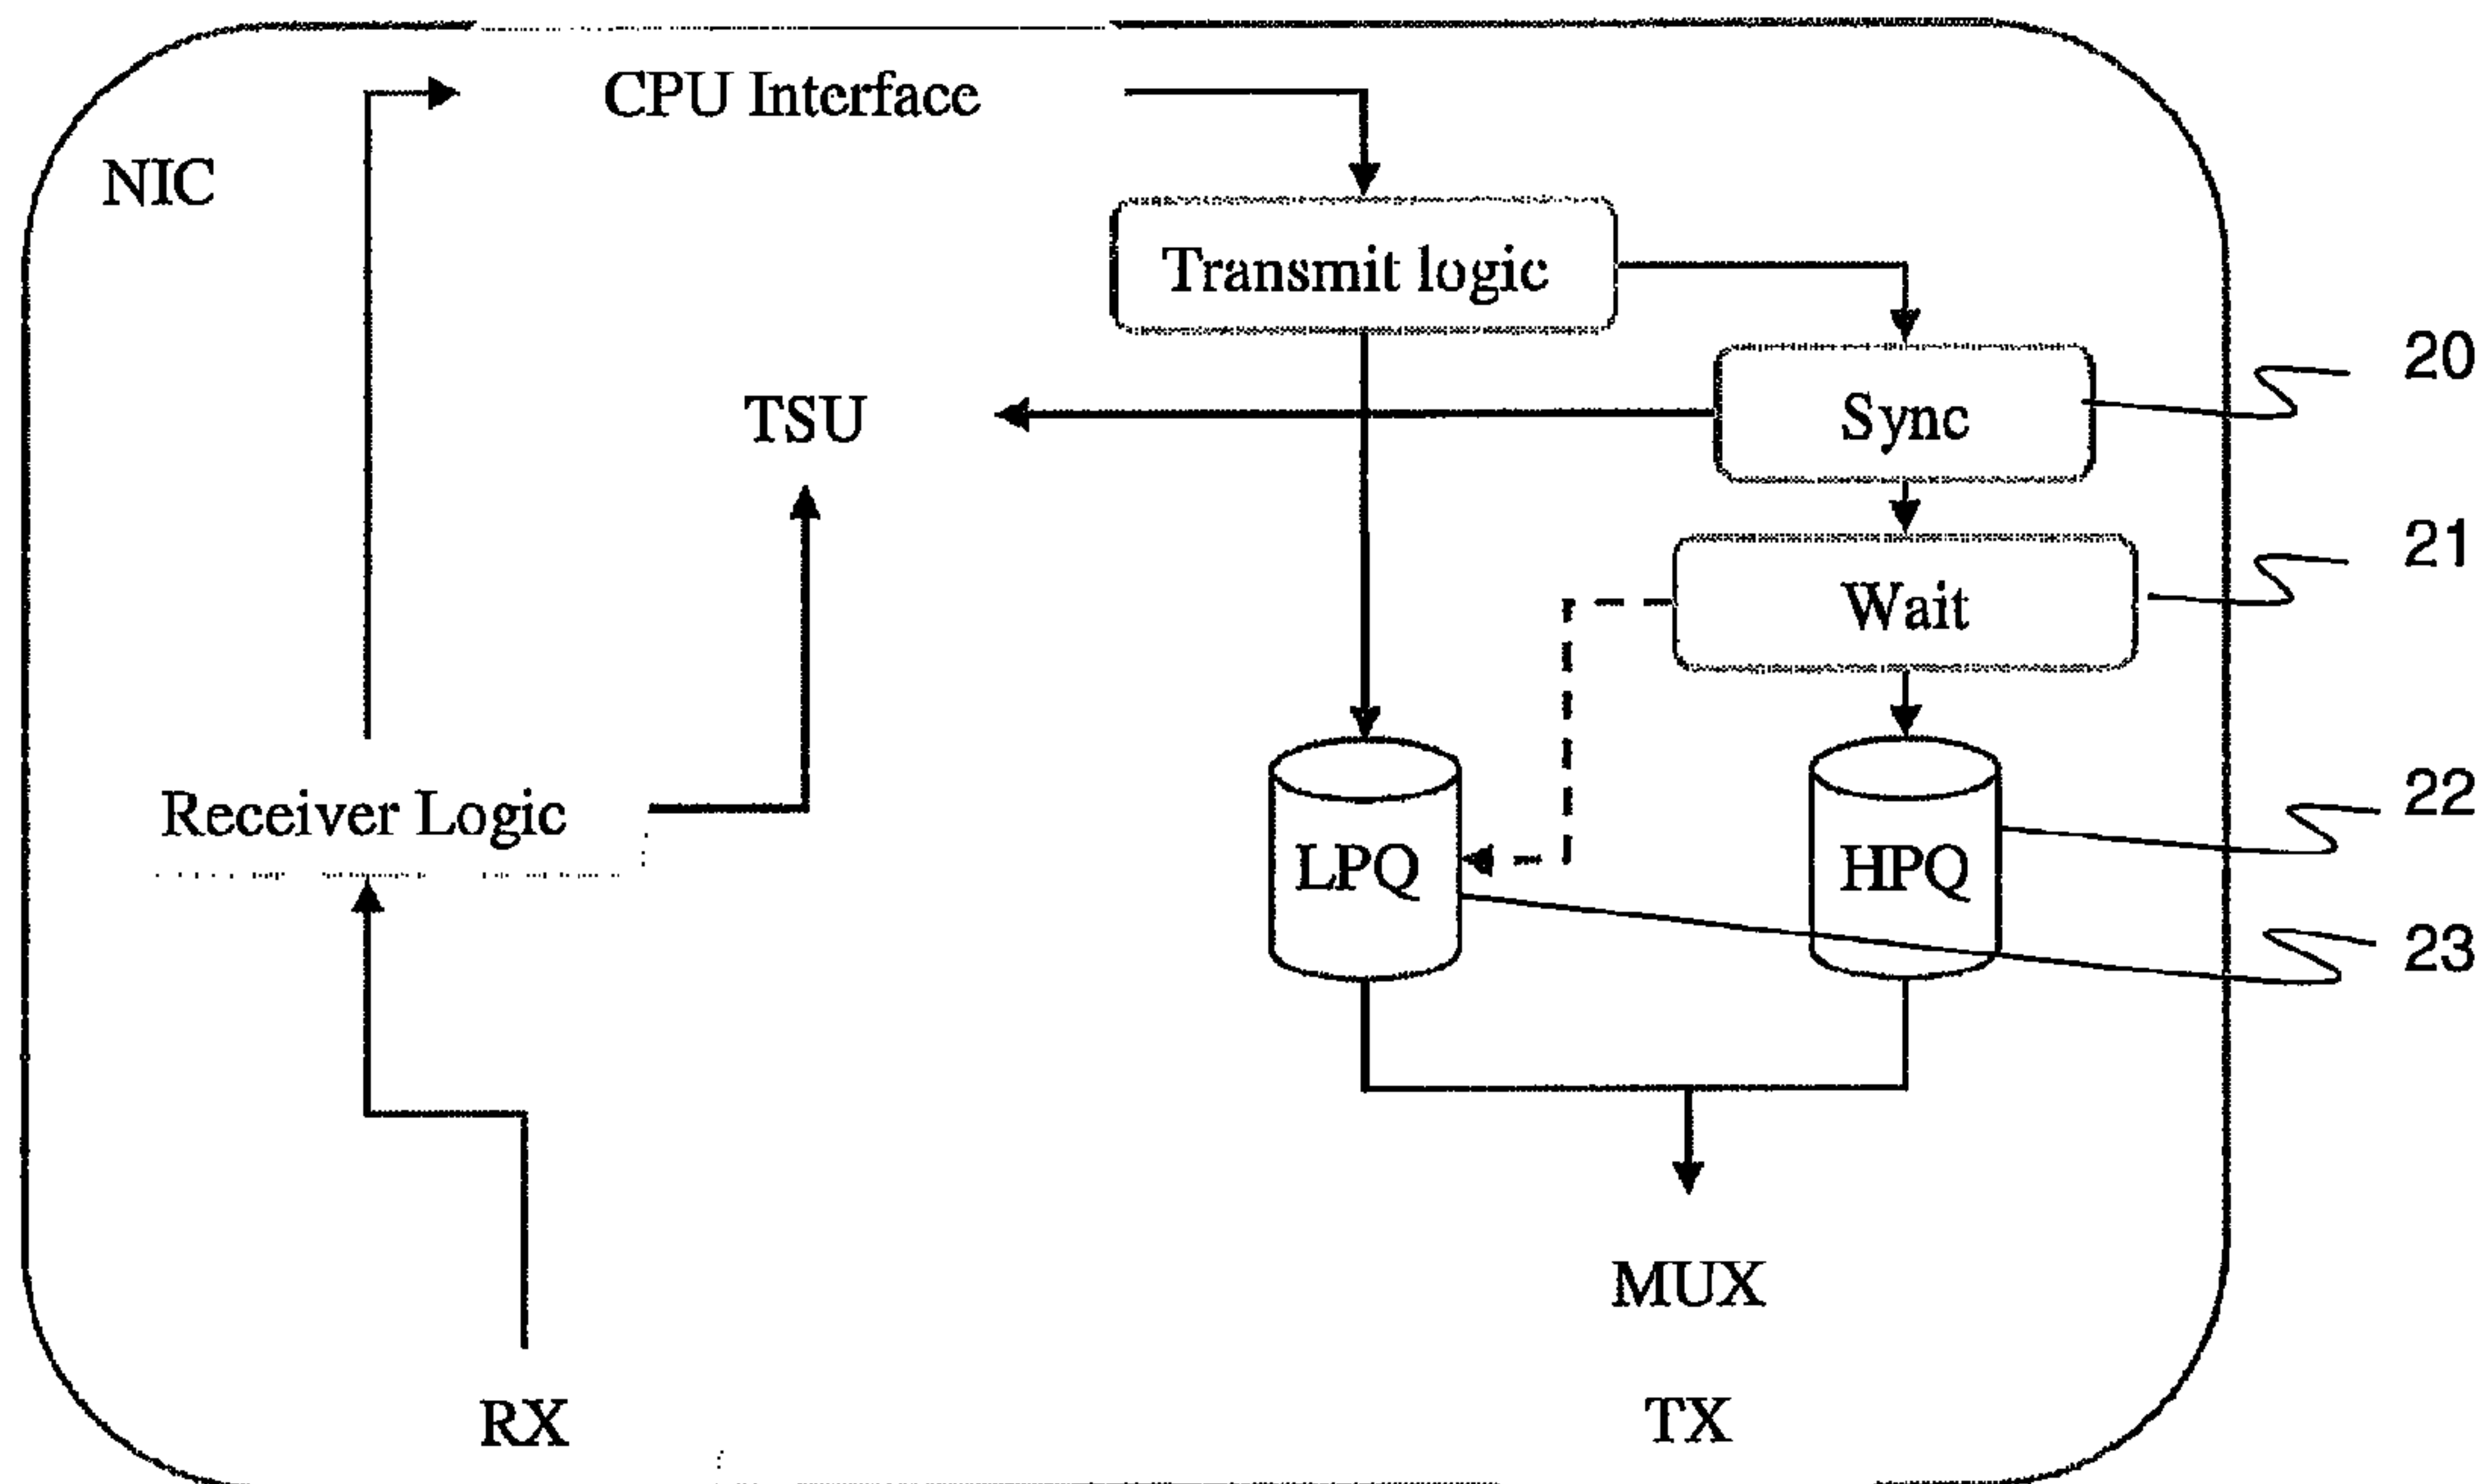 CPU Interface
NIC
Transmit logic
20
TSU
Sync
21
Wait
22
Receiver Logic
LPQ
HPQ
23
MUX
RX
TX